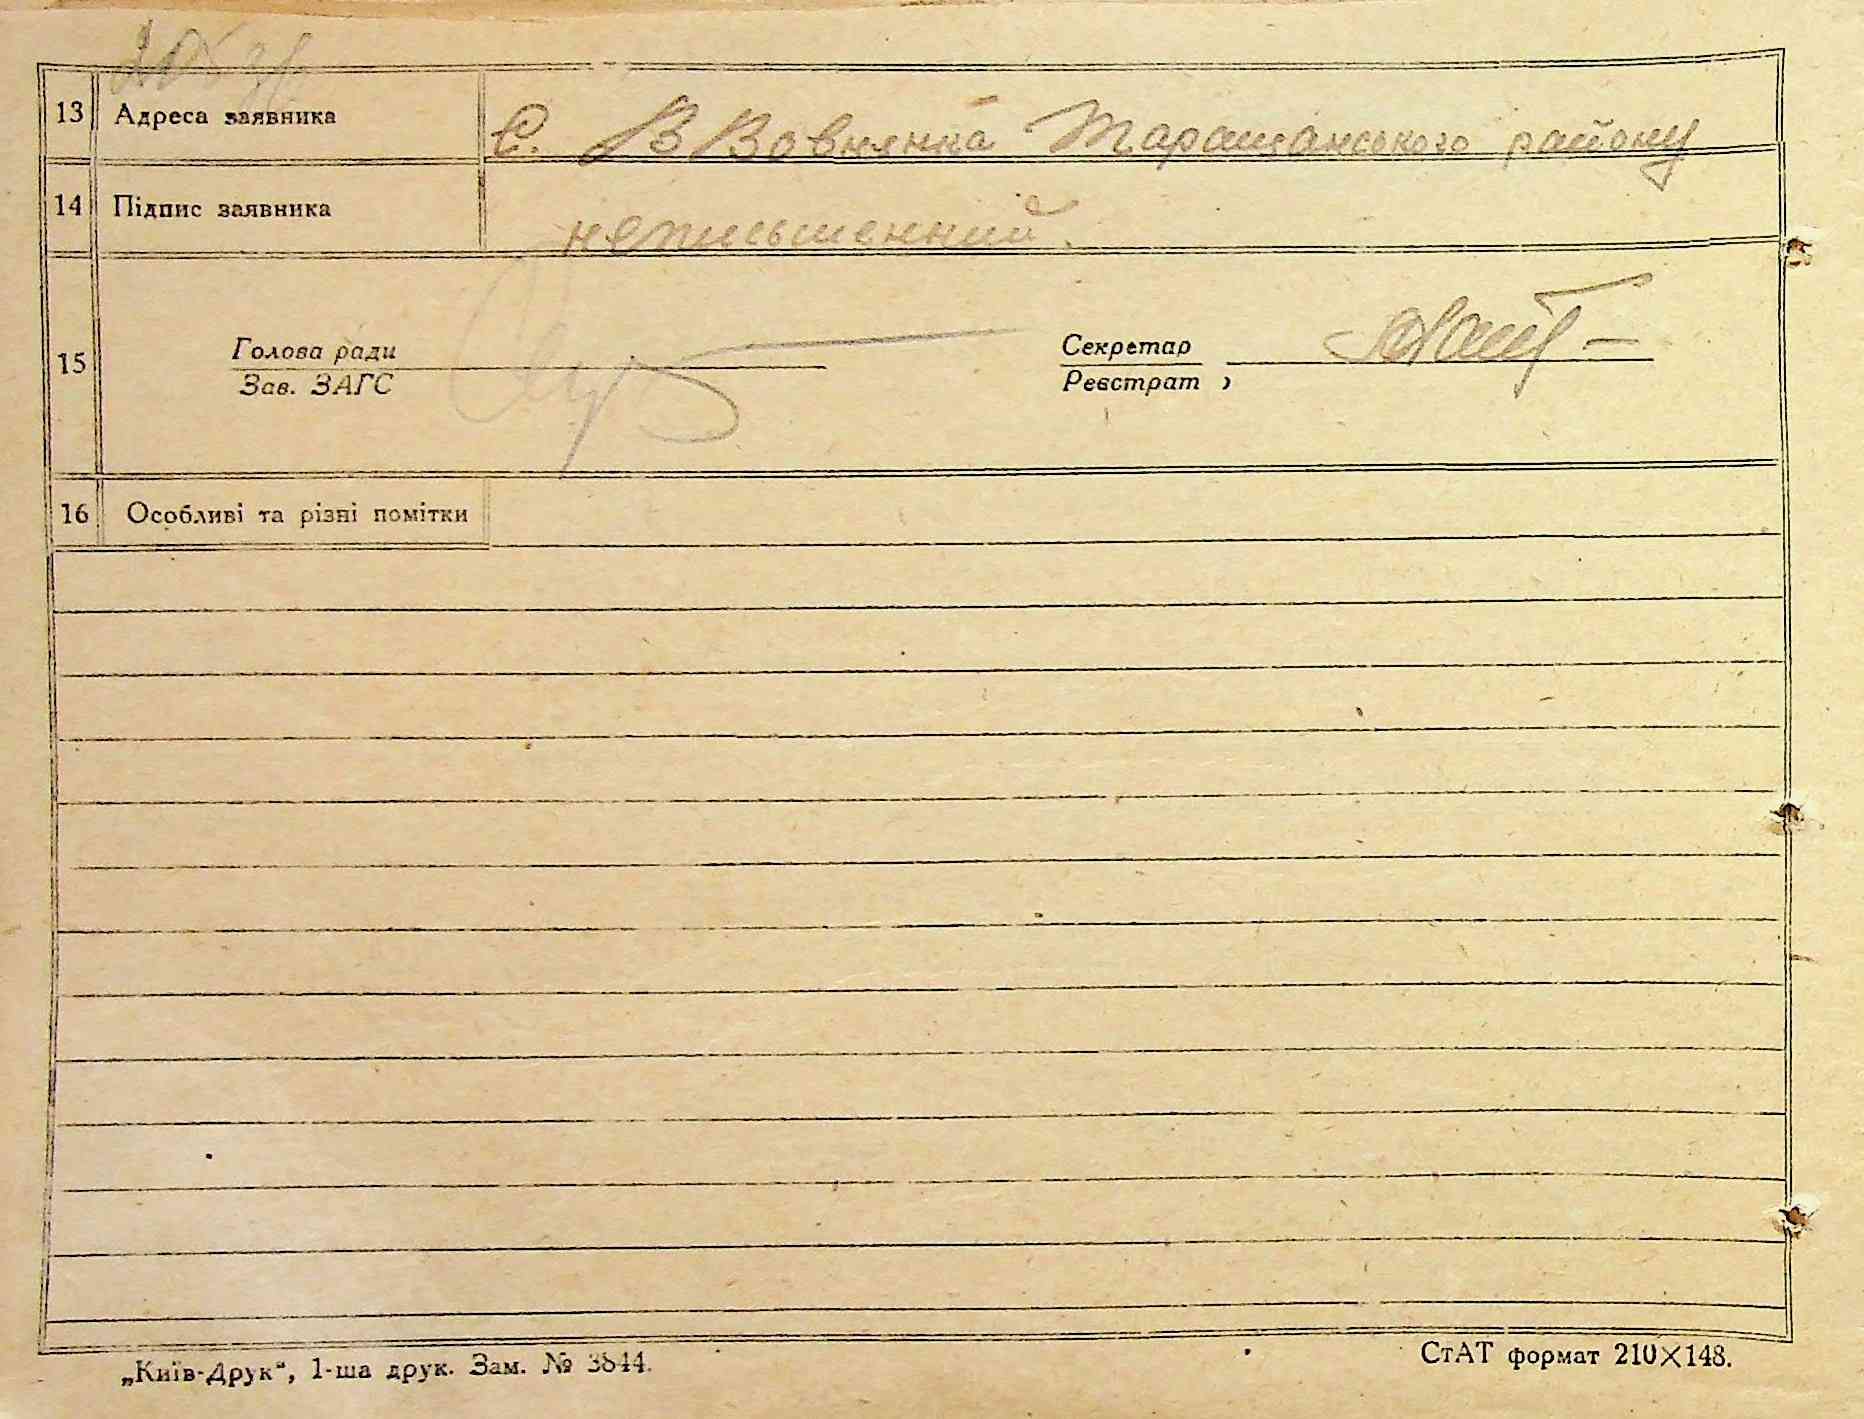 13 Адреса заявника С. В Вовнянка Таращанського району
14 Підпис заявника неписьменний.
15 Голова ради Секретар
Зав. ЗАГС Реєстрат
16 Особливі та різні помітки
„Київ-Друк“, 1-ша друк. Зам. № 3844. СтАТ формат 210×148.